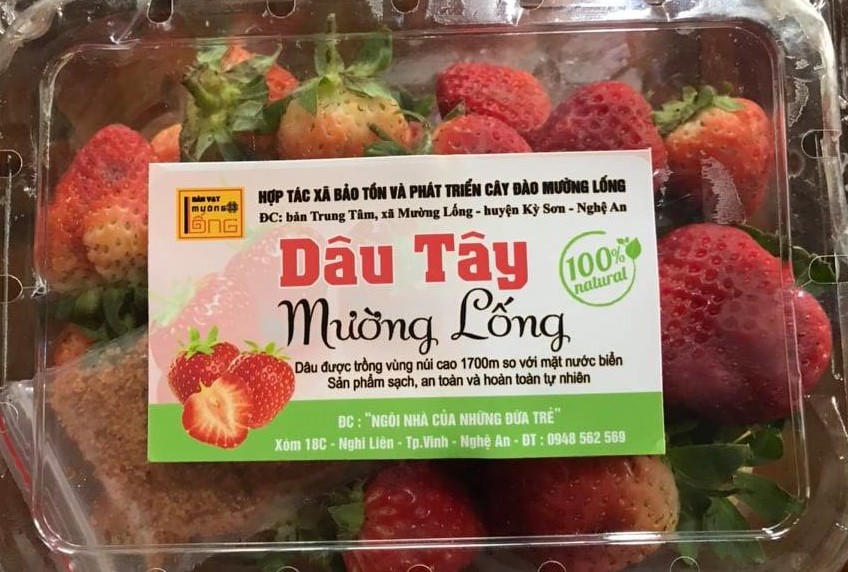 BẢN VẠT
mường
lống
HỢP TÁC XÃ BẢO TỒN VÀ PHÁT TRIỂN CÂY ĐÀO MƯỜNG LỐNG
ĐC: bản Trung Tâm, xã Mường Lống - huyện Kỳ Sơn - Nghệ An
Dâu Tây
100%
natural
Mường Lống
Dâu được trồng vùng núi cao 1700m so với mặt nước biển
Sản phẩm sạch, an toàn và hoàn toàn tự nhiên
ĐC : "NGÔI NHÀ CỦA NHỮNG ĐỨA TRẺ"
Xóm 18C - Nghi Liên - Tp.Vinh - Nghệ An - ĐT : 0948 562 569